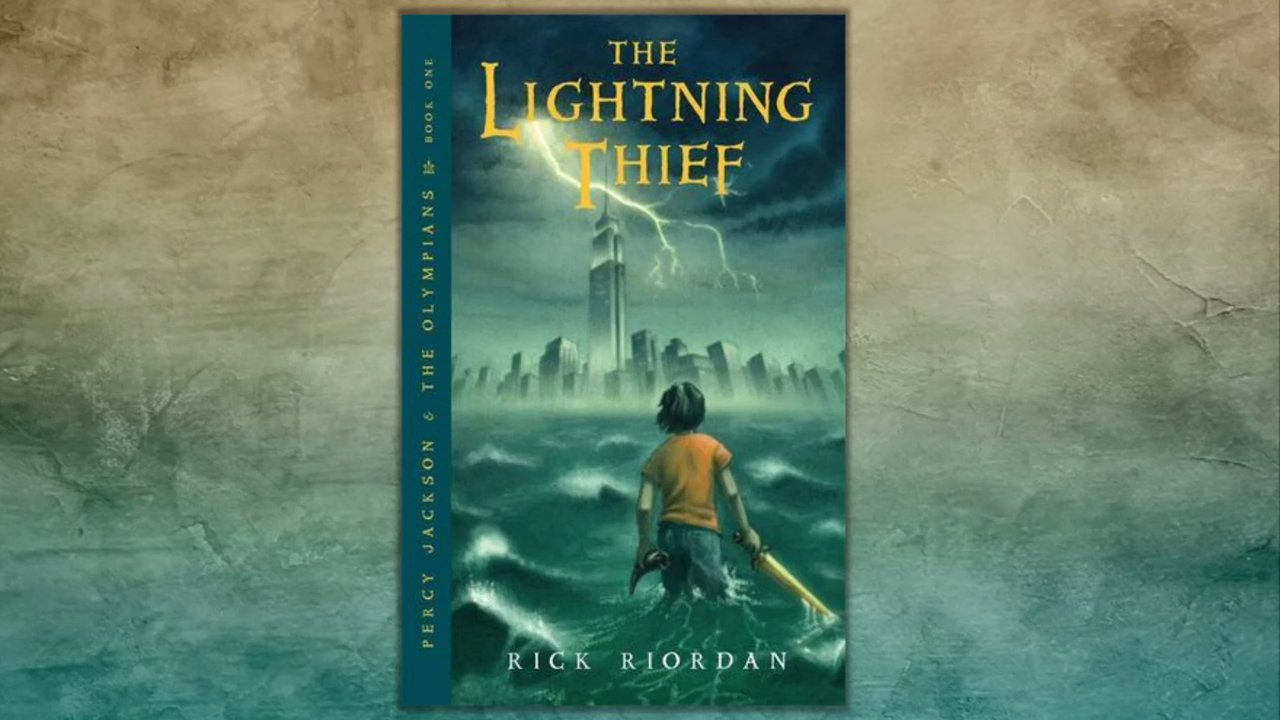 THE
LIGHTNING
THIEF
PERCY JACKSON & THE OLYMPIANS BOOK ONE
RICK RIORDAN